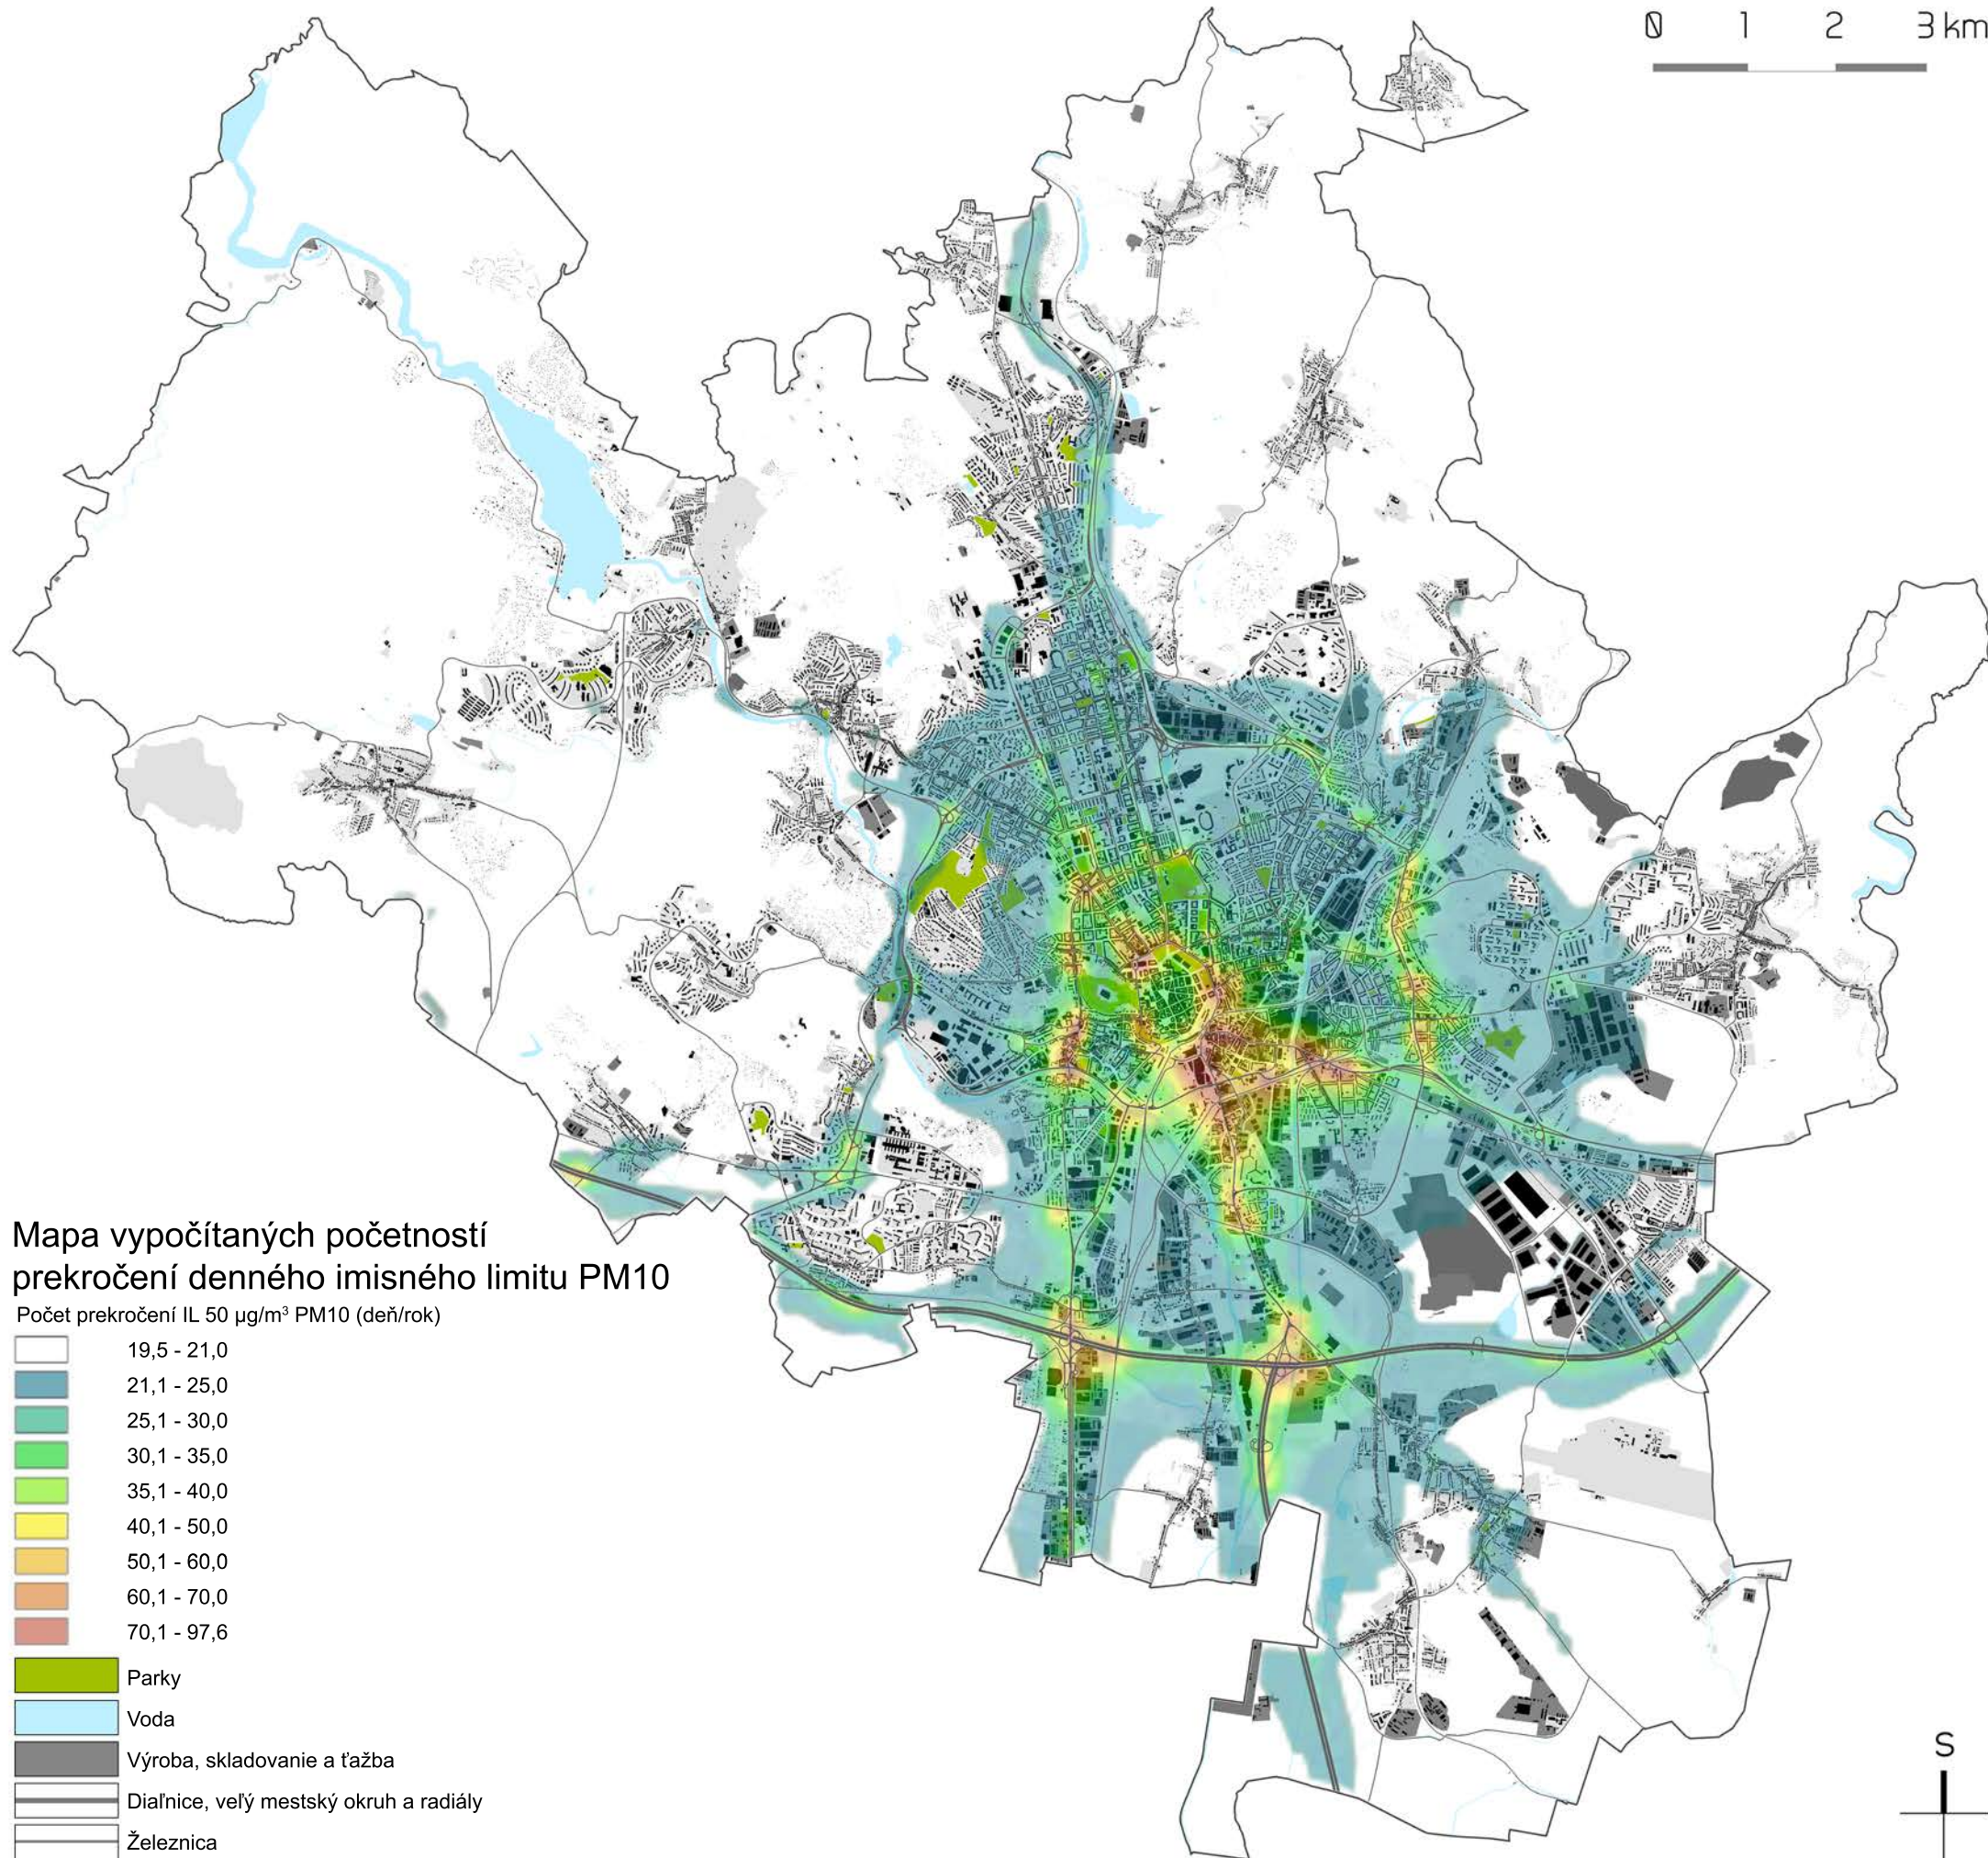 0 1 2 3 km
Mapa vypočítaných početností
prekročení denného imisného limitu PM10
Počet prekročení IL 50 µg/m³ PM10 (deň/rok)
19,5 - 21,0
21,1 - 25,0
25,1 - 30,0
30,1 - 35,0
35,1 - 40,0
40,1 - 50,0
50,1 - 60,0
60,1 - 70,0
70,1 - 97,6
Parky
Voda
Výroba, skladovanie a ťažba
Diaľnice, veľý mestský okruh a radiály
Železnica
S